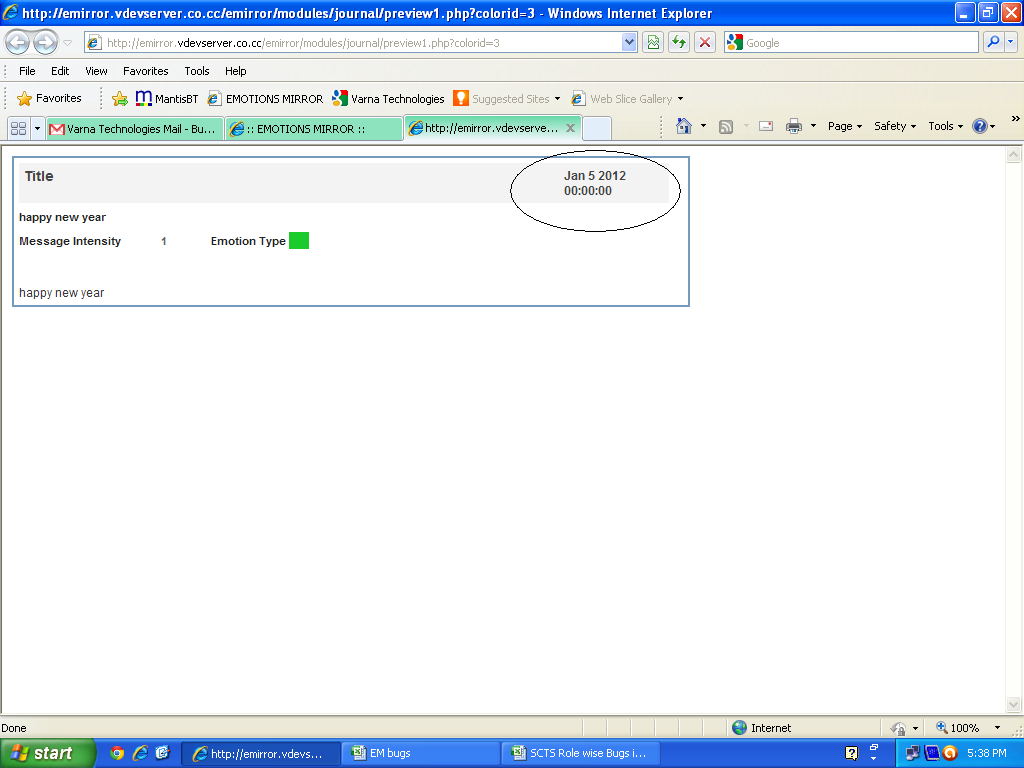 http://emirror.vdevserver.co.cc/emirror/modules/journal/preview1.php?colorid=3 - Windows Internet Explorer
http://emirror.vdevserver.co.cc/emirror/modules/journal/preview1.php?colorid=3
Google
File Edit View Favorites Tools Help
Favorites MantisBT EMOTIONS MIRROR Varna Technologies Suggested Sites Web Slice Gallery
Varna Technologies Mail - Bu... :: EMOTIONS MIRROR :: http://emirror.vdevserve... Page Safety Tools »
Title Jan 5 2012
00:00:00
happy new year
Message Intensity 1 Emotion Type
happy new year
Done Internet 100%
start http://emirror.vdevs... EM bugs SCTS Role wise Bugs i... 5:38 PM